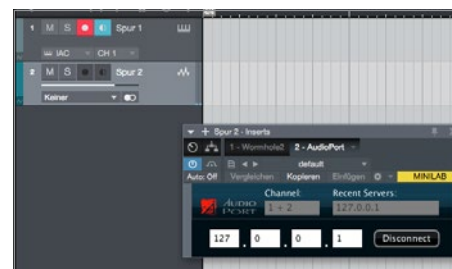 1 M S Spur 1
IAC CH 1
2 M S Spur 2
Keiner
Spur 2 - Inserts
1 - Wormhole2 2 - AudioPort
default
Auto: Off Vergleichen Kopieren Einfügen MINILAB
Channel: Recent Servers:
AUDIO PORT 1 + 2 127.0.0.1
127 . 0 . 0 . 1 Disconnect